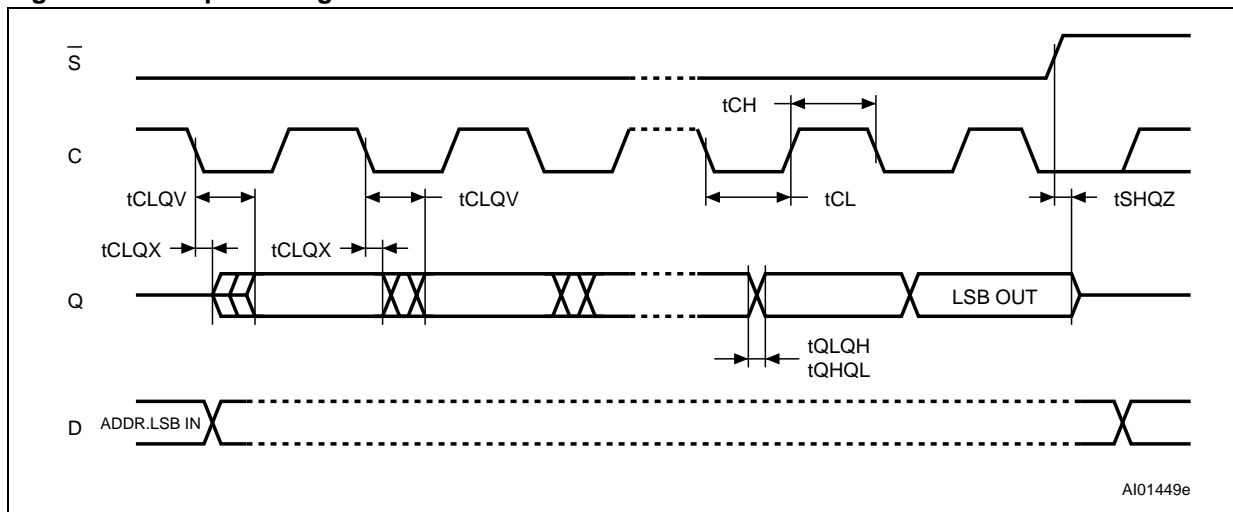 S
tCH
C
tCLQV
tCLQV
tCL
tSHQZ
tCLQX
tCLQX
Q
LSB OUT
tQLQH
tQHQL
D
ADDR.LSB IN
AI01449e